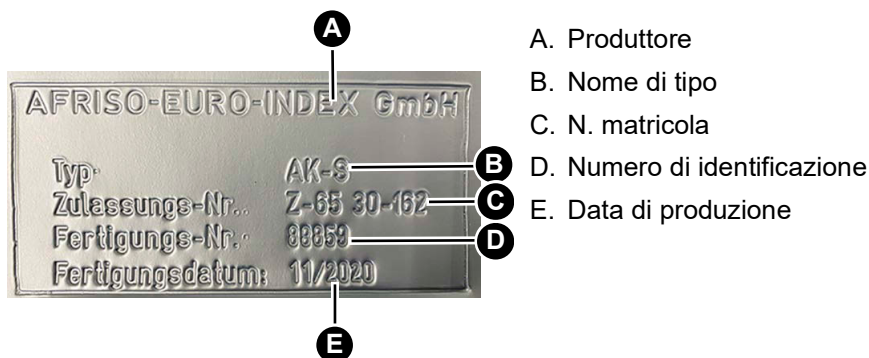 A
AFRISO-EURO-INDEX GmbH
Typ: AK-S B
Zulassungs-Nr.: Z-65 30-162 C
Fertigungs-Nr.: 88859 D
Fertigungsdatum: 11/2020
E
A. Produttore
B. Nome di tipo
C. N. matricola
D. Numero di identificazione
E. Data di produzione